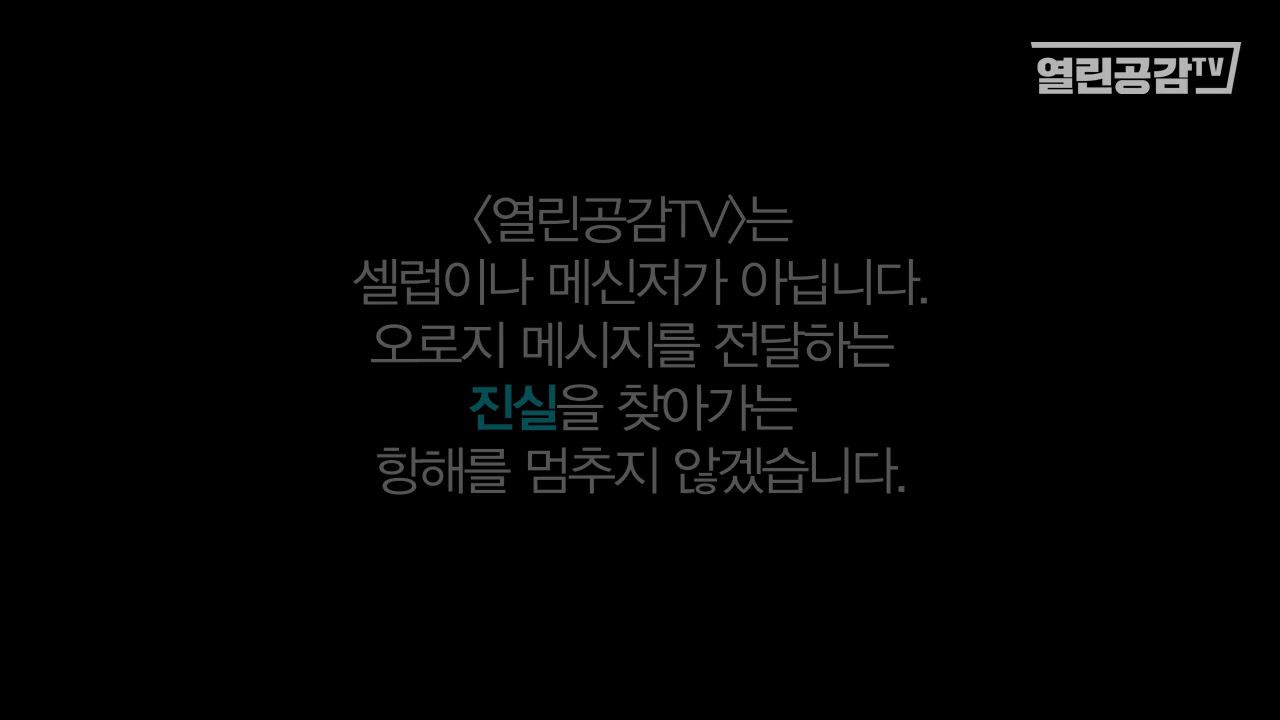 열린공감TV
<열린공감TV>는
셀럽이나 메신저가 아닙니다.
오로지 메시지를 전달하는
진실을 찾아가는
항해를 멈추지 않겠습니다.